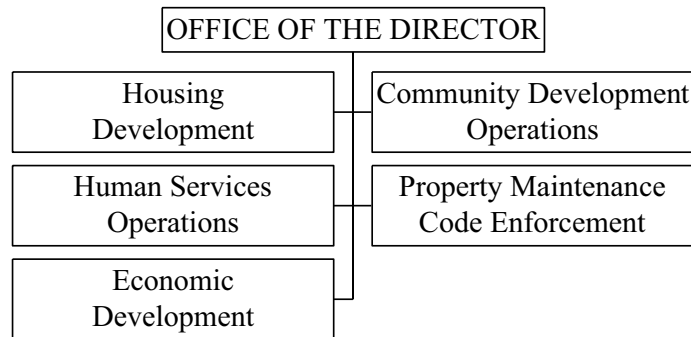 OFFICE OF THE DIRECTOR
Housing
Development
Community Development
Operations
Human Services
Operations
Property Maintenance
Code Enforcement
Economic
Development